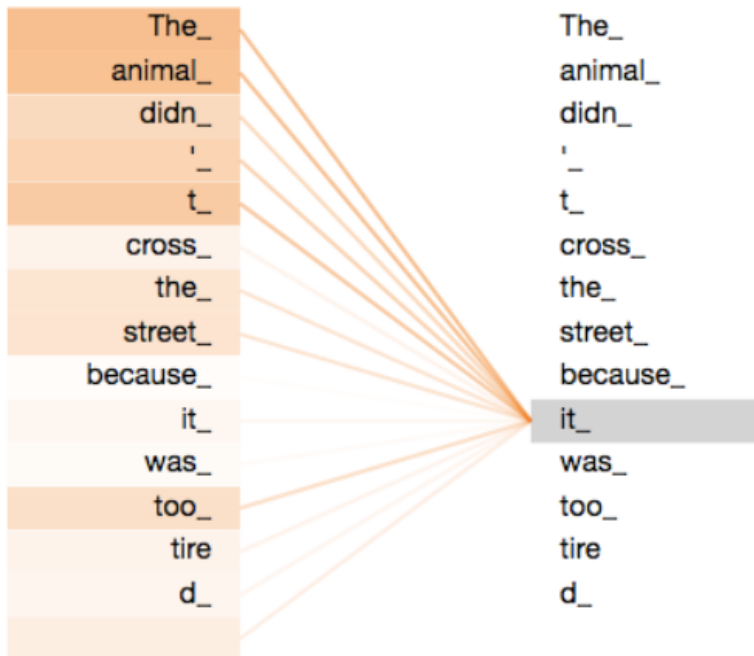 The_ The_
animal_ animal_
didn_ didn_
'_ '_
t_ t_
cross_ cross_
the_ the_
street_ street_
because_ because_
it_ it_
was_ was_
too_ too_
tire tire
d_ d_